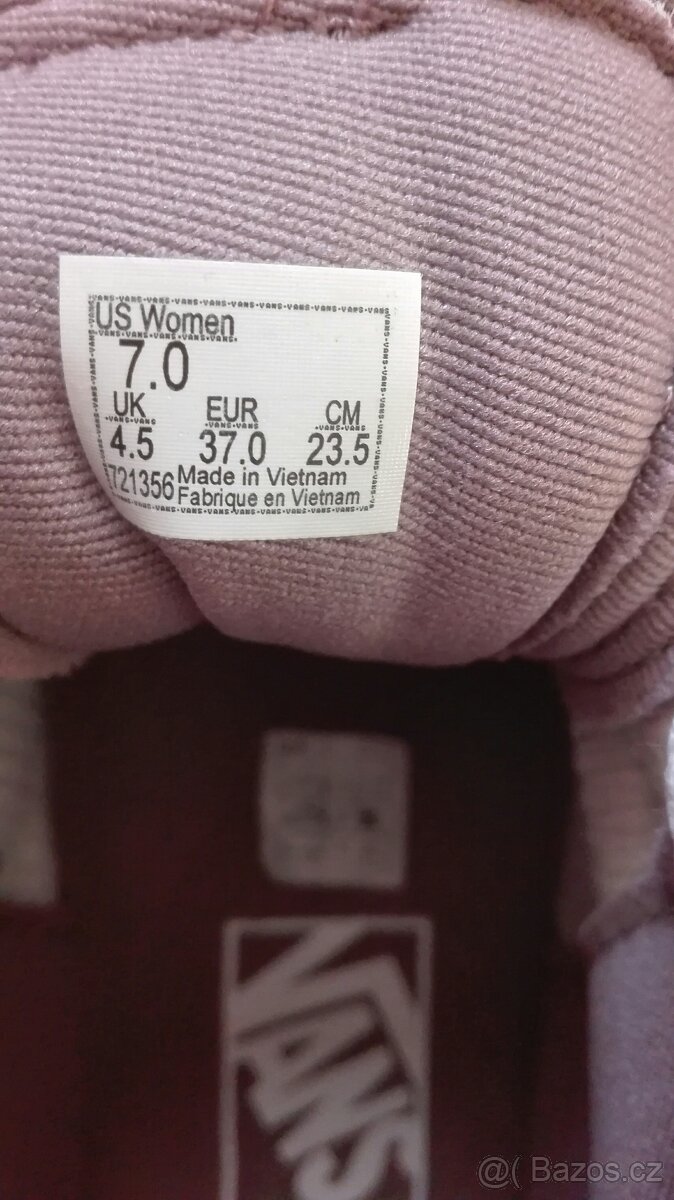 US Women
7.0
UK EUR CM
4.5 37.0 23.5
721356 Made in Vietnam
Fabrique en Vietnam
VANS
@( Bazos.cz